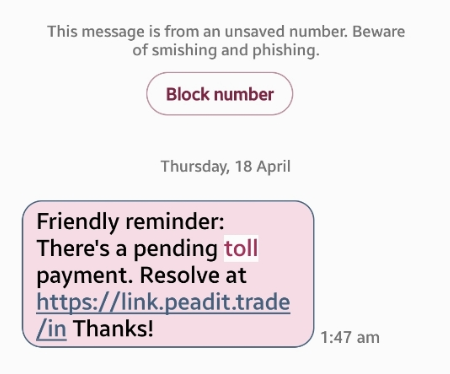 This message is from an unsaved number. Beware
of smishing and phishing.
Block number
Thursday, 18 April
Friendly reminder:
There's a pending toll
payment. Resolve at
https://link.peadit.trade
/in Thanks!
1:47 am